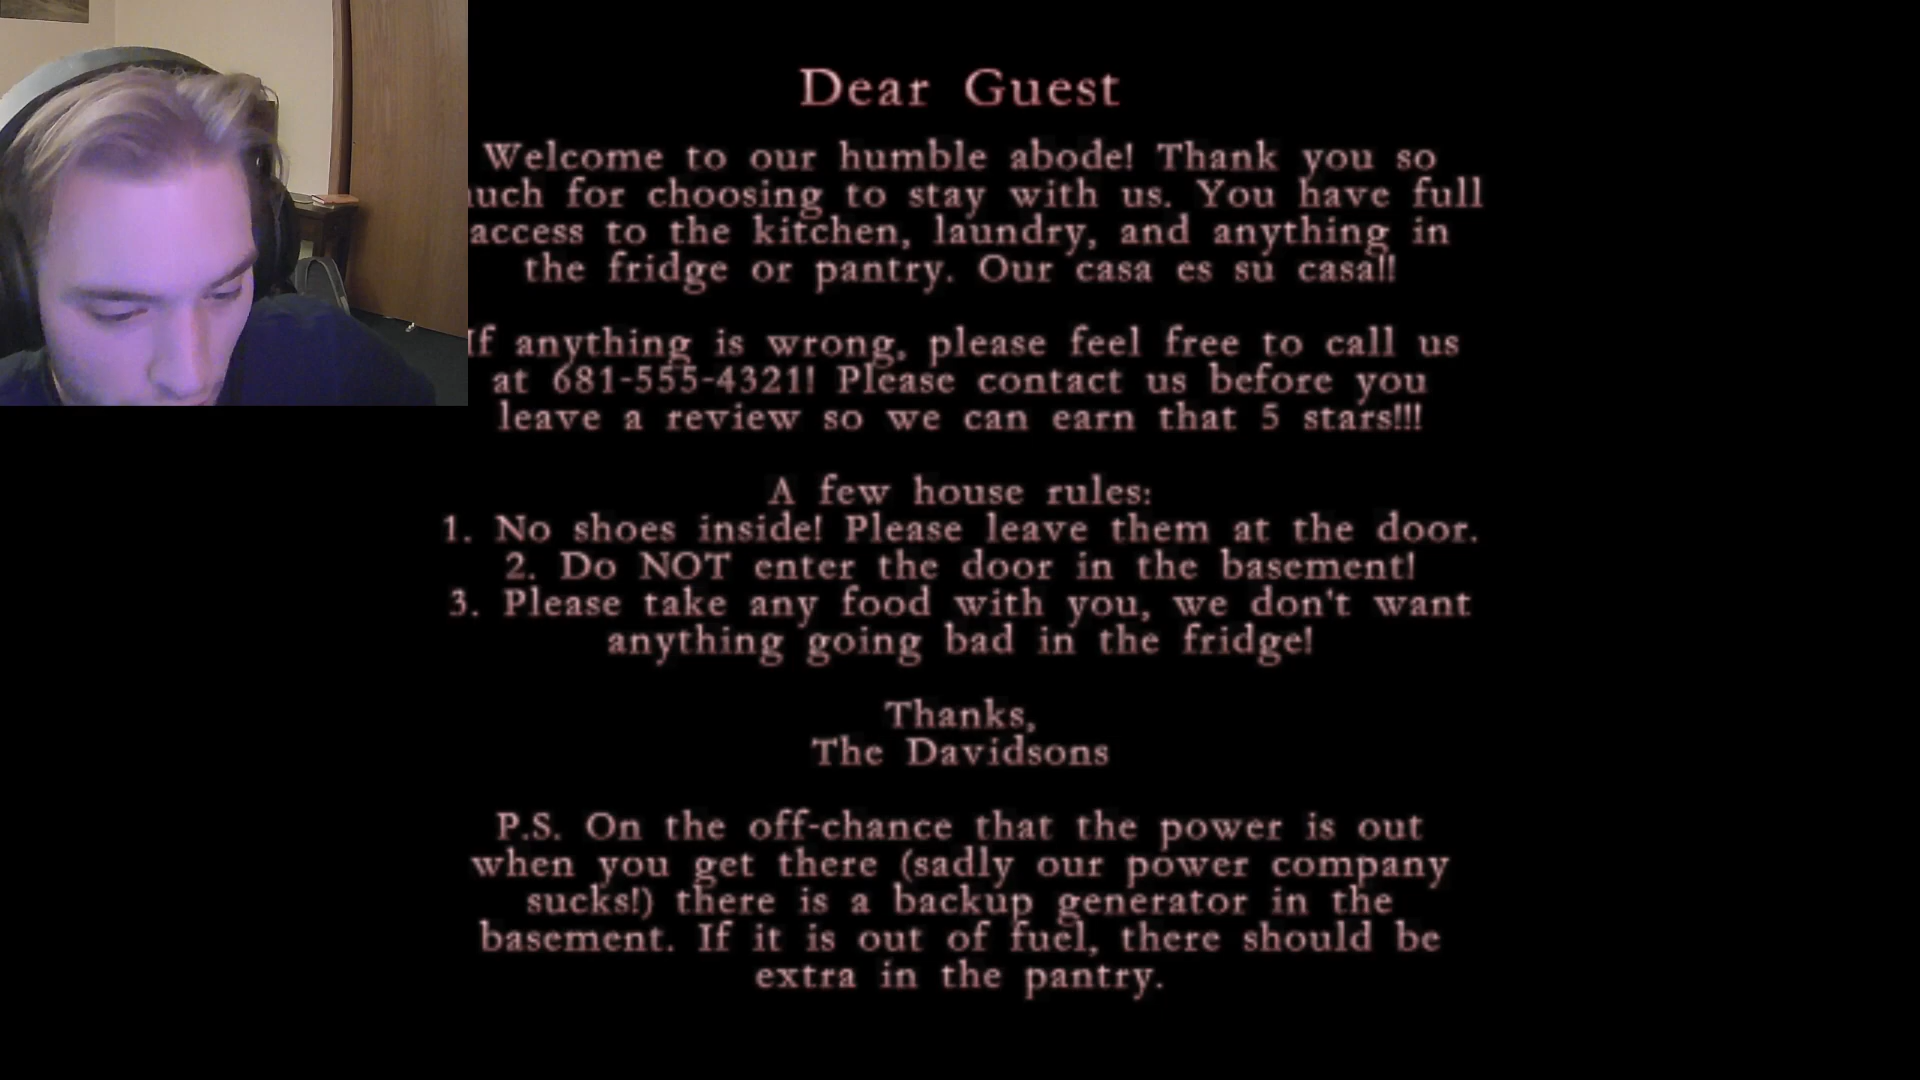 Dear Guest
Welcome to our humble abode! Thank you so
for choosing to stay with us. You have full
access to the kitchen, laundry, and anything in
the fridge or pantry. Our casa es su casa!!
If anything is wrong, please feel free to call us
at 681-555-4321! Please contact us before you
leave a review so we can earn that 5 stars!!!
A few house rules:
1. No shoes inside! Please leave them at the door.
2. Do NOT enter the door in the basement!
3. Please take any food with you, we don't want
anything going bad in the fridge!
Thanks,
The Davidsons
P.S. On the off-chance that the power is out
when you get there (sadly our power company
sucks!) there is a backup generator in the
basement. If it is out of fuel, there should be
extra in the pantry.